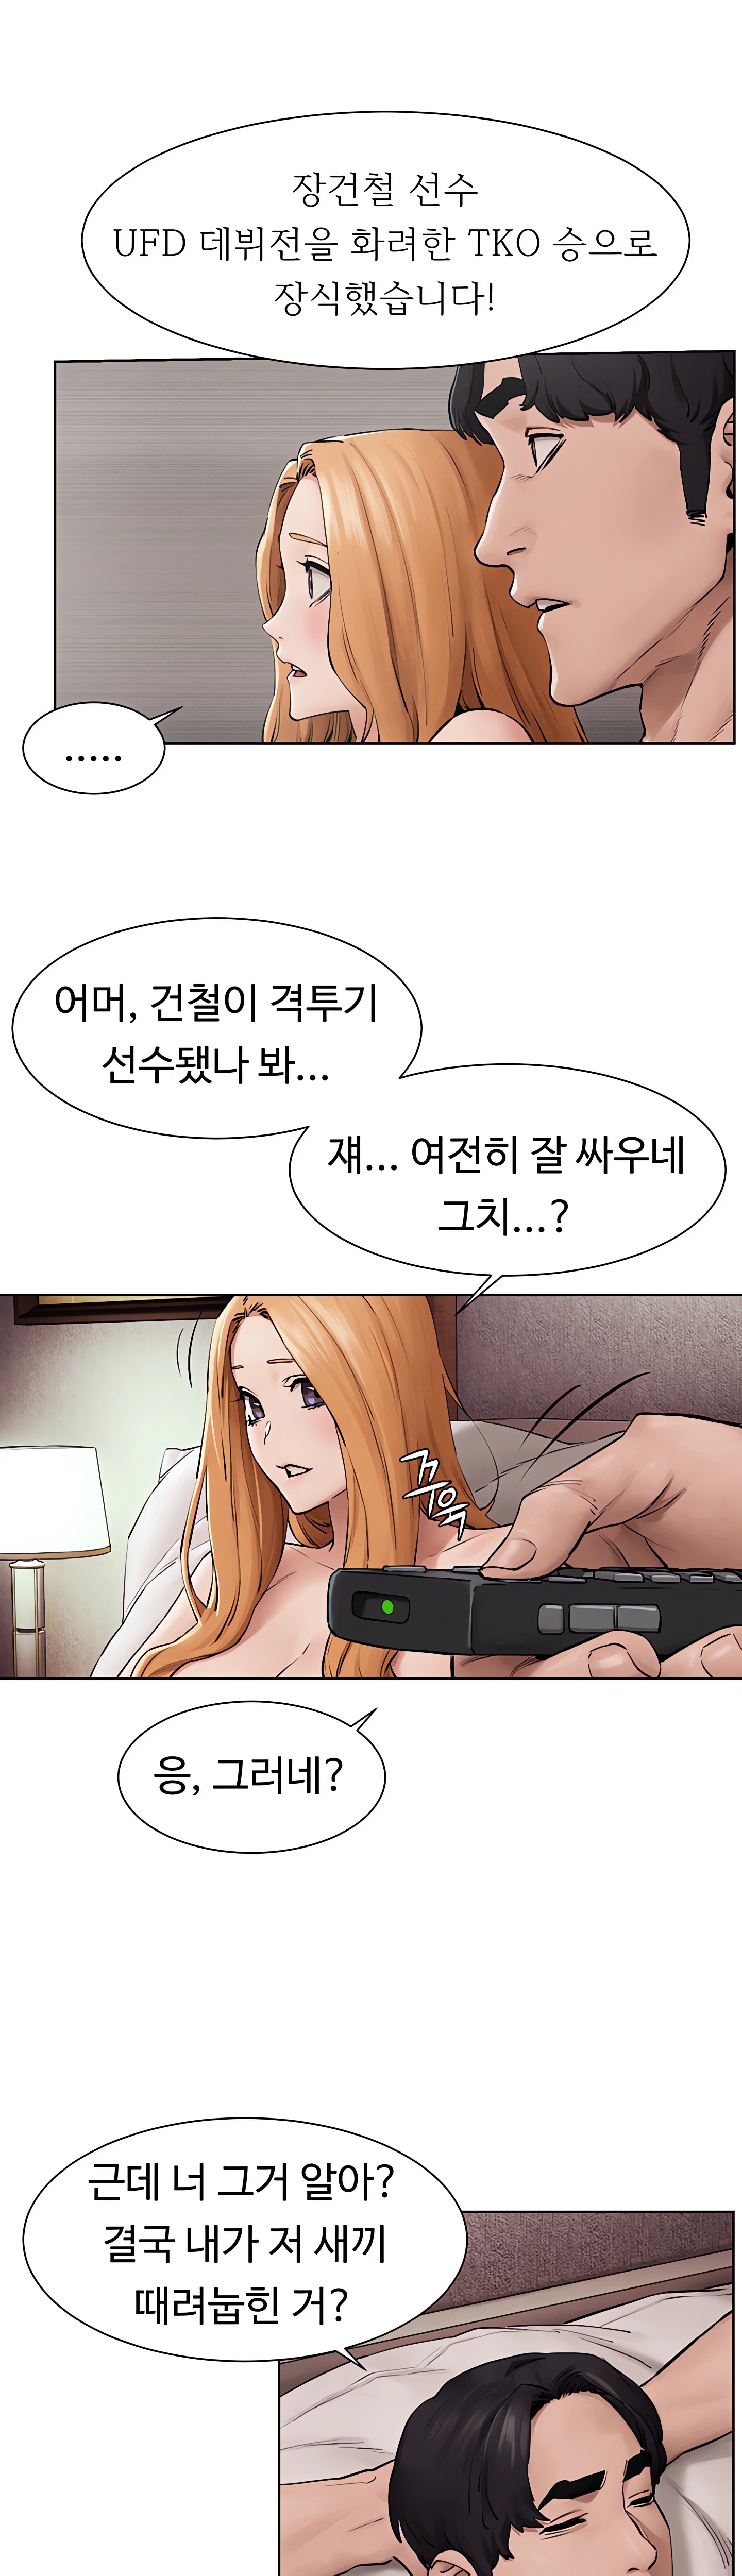 장건철 선수
UFD 데뷔전을 화려한 TKO 승으로
장식했습니다!
.....
어머, 건철이 격투기
선수됐나 봐...
쟤... 여전히 잘 싸우네
그치...?
꾸욱
응, 그러네?
근데 너 그거 알아?
결국 내가 저 새끼
때려눕힌 거?